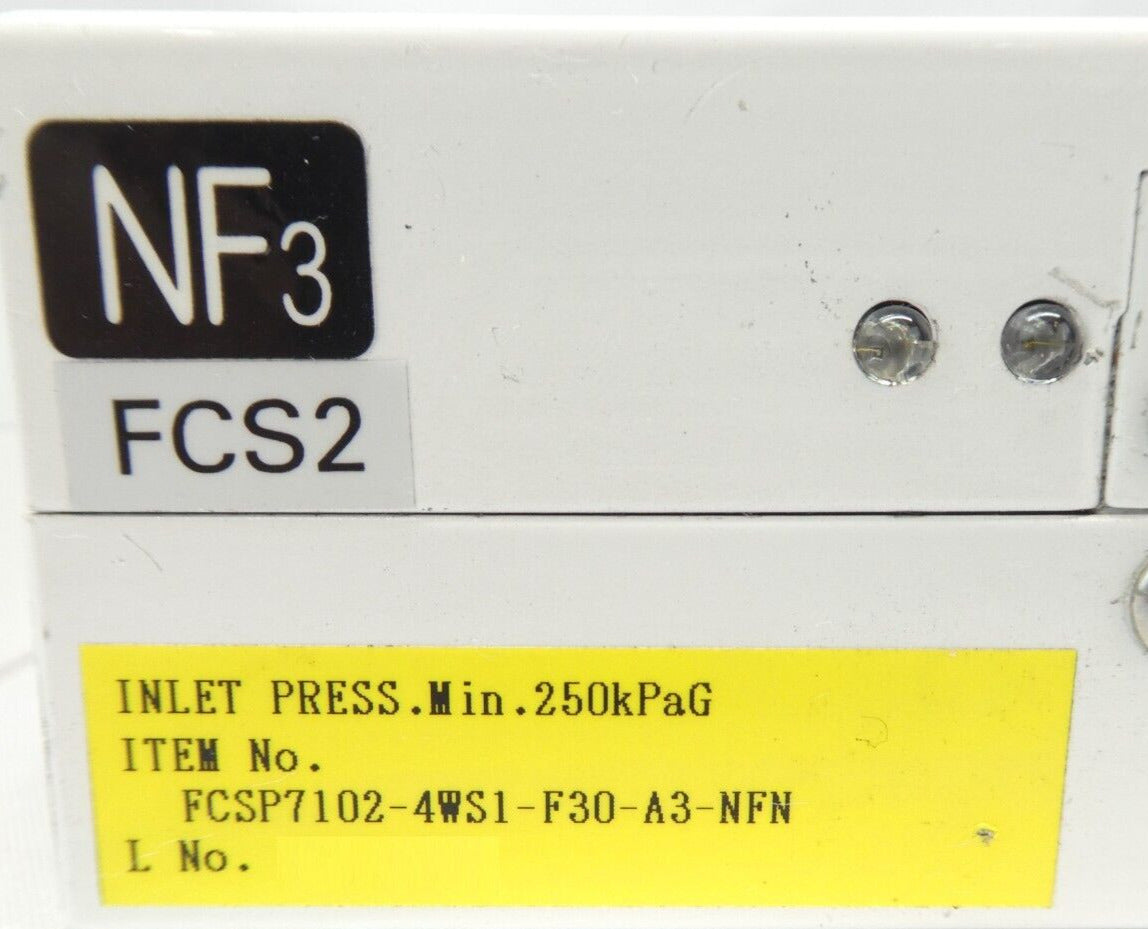 NF3
FCS2
INLET PRESS.Min.250kPaG
ITEM No.
FCSP7102-4WS1-F30-A3-NFN
L No.